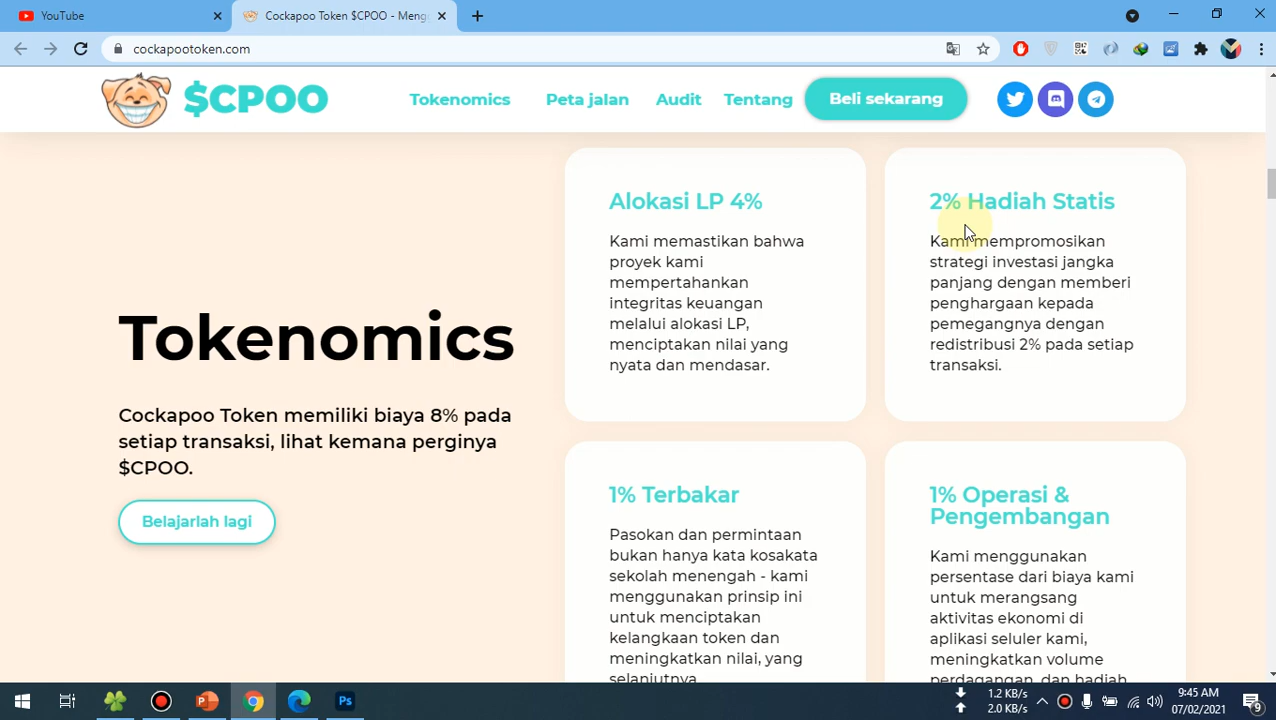 YouTube
Cockapoo Token $CPOO - Meng
cockapootoken.com
$CPOO
Tokenomics
Peta jalan
Audit
Tentang
Beli sekarang
Tokenomics
Cockapoo Token memiliki biaya 8% pada
setiap transaksi, lihat kemana perginya
$CPOO.
Belajarlah lagi
Alokasi LP 4%
Kami memastikan bahwa
proyek kami
mempertahankan
integritas keuangan
melalui alokasi LP,
menciptakan nilai yang
nyata dan mendasar.
2% Hadiah Statis
Kami mempromosikan
strategi investasi jangka
panjang dengan memberi
penghargaan kepada
pemegangnya dengan
redistribusi 2% pada setiap
transaksi.
1% Terbakar
Pasokan dan permintaan
bukan hanya kata kosakata
sekolah menengah - kami
menggunakan prinsip ini
untuk menciptakan
kelangkaan token dan
meningkatkan nilai, yang
selanjutnya
1% Operasi &
Pengembangan
Kami menggunakan
persentase dari biaya kami
untuk merangsang
aktivitas ekonomi di
aplikasi seluler kami,
meningkatkan volume
perdagangan, dan hadiah
Ps
1.2 KB/s
2.0 KB/s
9:45 AM
07/02/2021
9